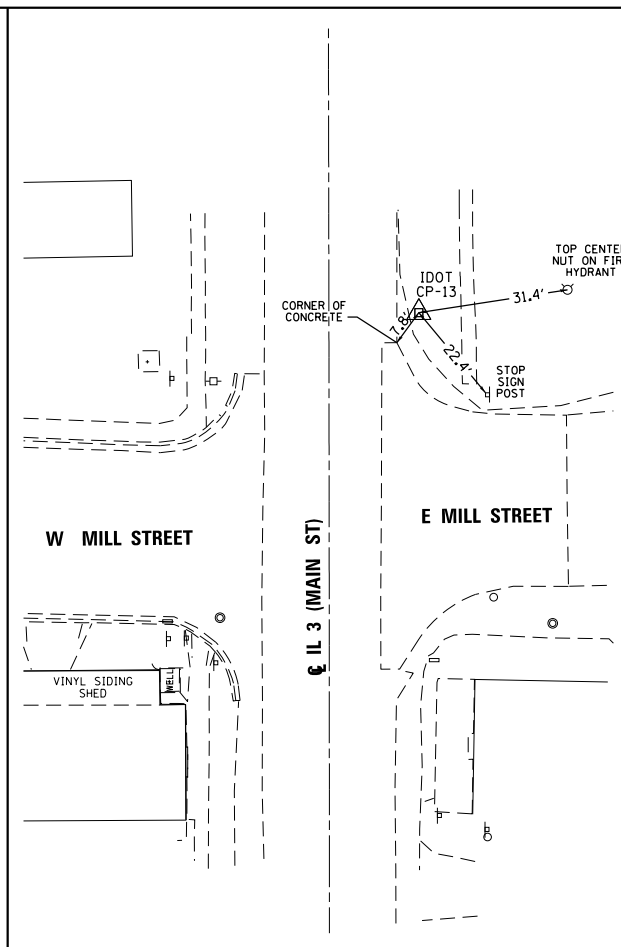 TOP CENTE
NUT ON FIR
HYDRANT
IDOT
CP-13
31.4'
CORNER OF
CONCRETE
7.8'
22.4'
STOP
SIGN
POST
W MILL STREET
E MILL STREET
℄ IL 3 (MAIN ST)
VINYL SIDING
SHED
WELL